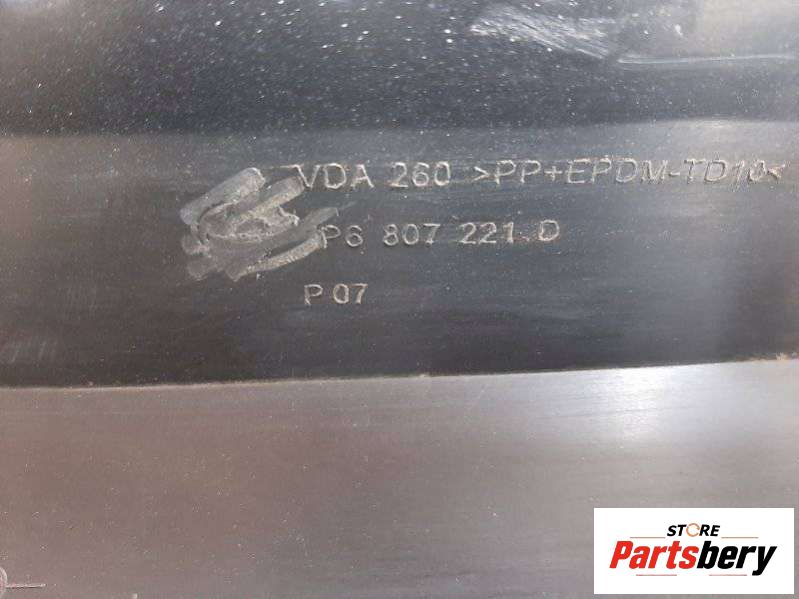 VDA 260 >PP+EPDM-TD10<
P6 807 221 D
P 07
STORE
Partsbery